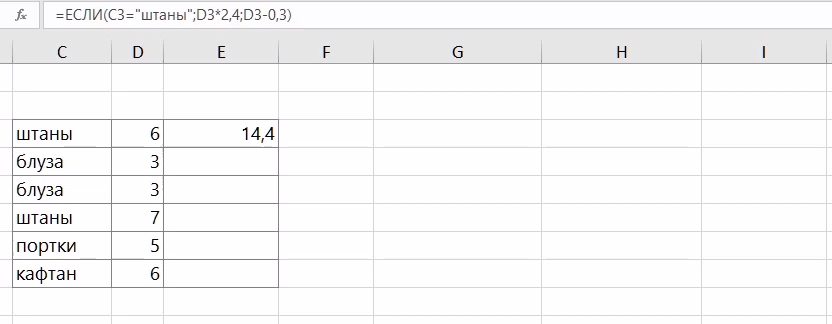 fx =ЕСЛИ(C3="штаны";D3*2,4;D3-0,3)
C D E F G H I
штаны 6 14,4
блуза 3
блуза 3
штаны 7
портки 5
кафтан 6